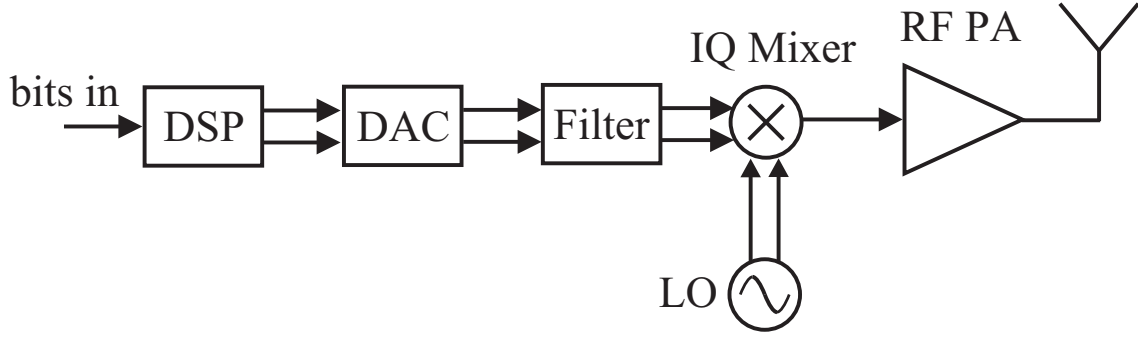 bits in
DSP
DAC
Filter
IQ Mixer
RF PA
LO